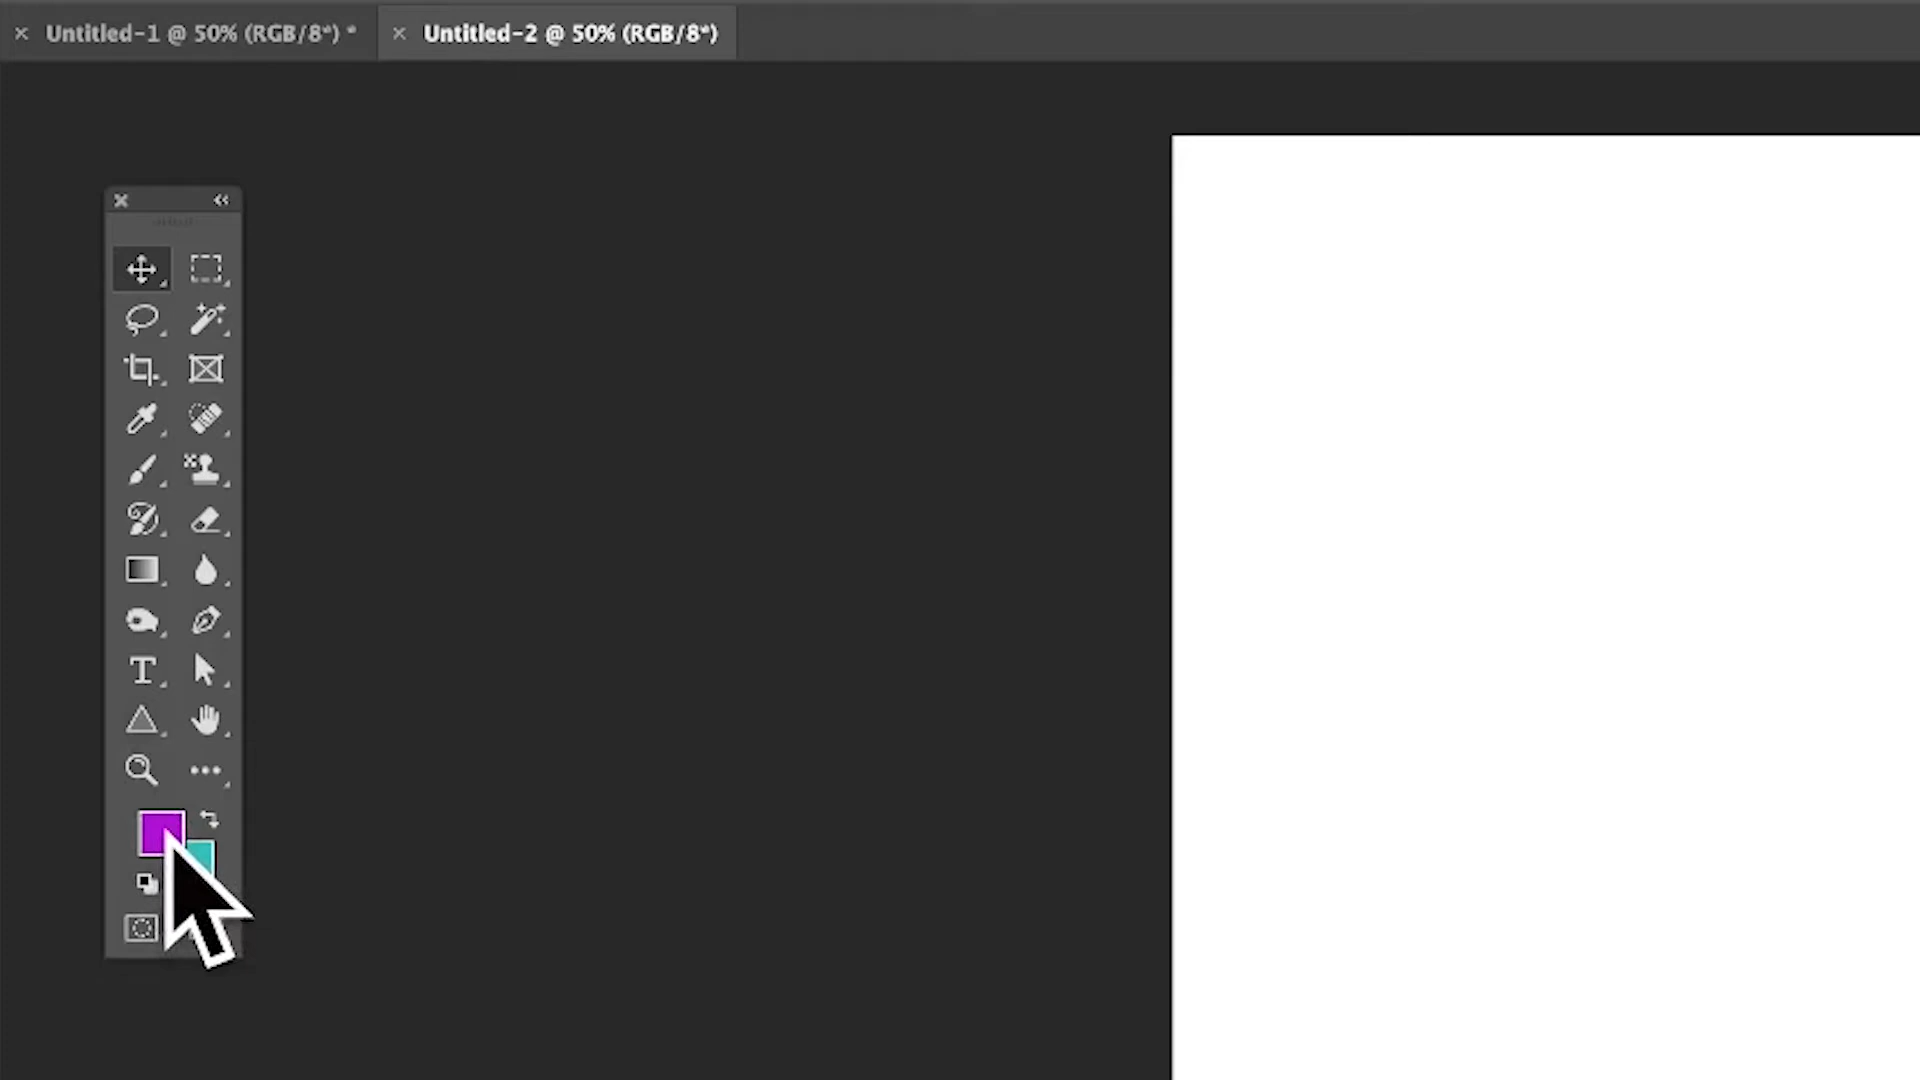 Untitled-1 @ 50% (RGB/8*) *
Untitled-2 @ 50% (RGB/8*)